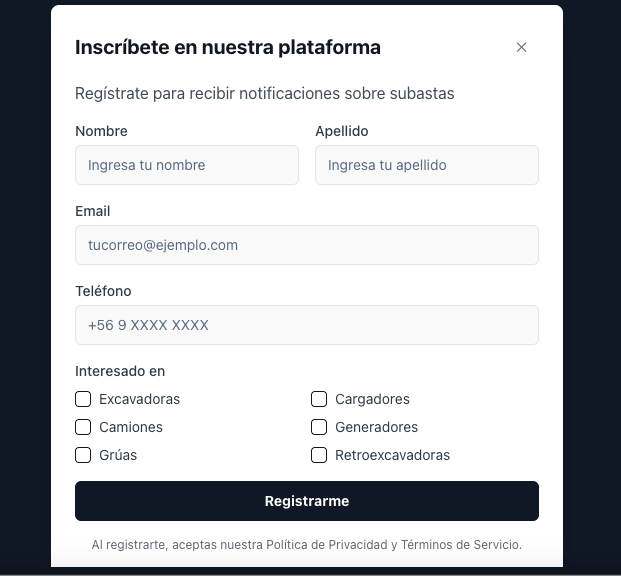 Inscríbete en nuestra plataforma
Regístrate para recibir notificaciones sobre subastas
Nombre Apellido
Ingresa tu nombre Ingresa tu apellido
Email
tucorreo@ejemplo.com
Teléfono
+56 9 XXXX XXXX
Interesado en
Excavadoras Cargadores
Camiones Generadores
Grúas Retroexcavadoras
Registrarme
Al registrarte, aceptas nuestra Política de Privacidad y Términos de Servicio.